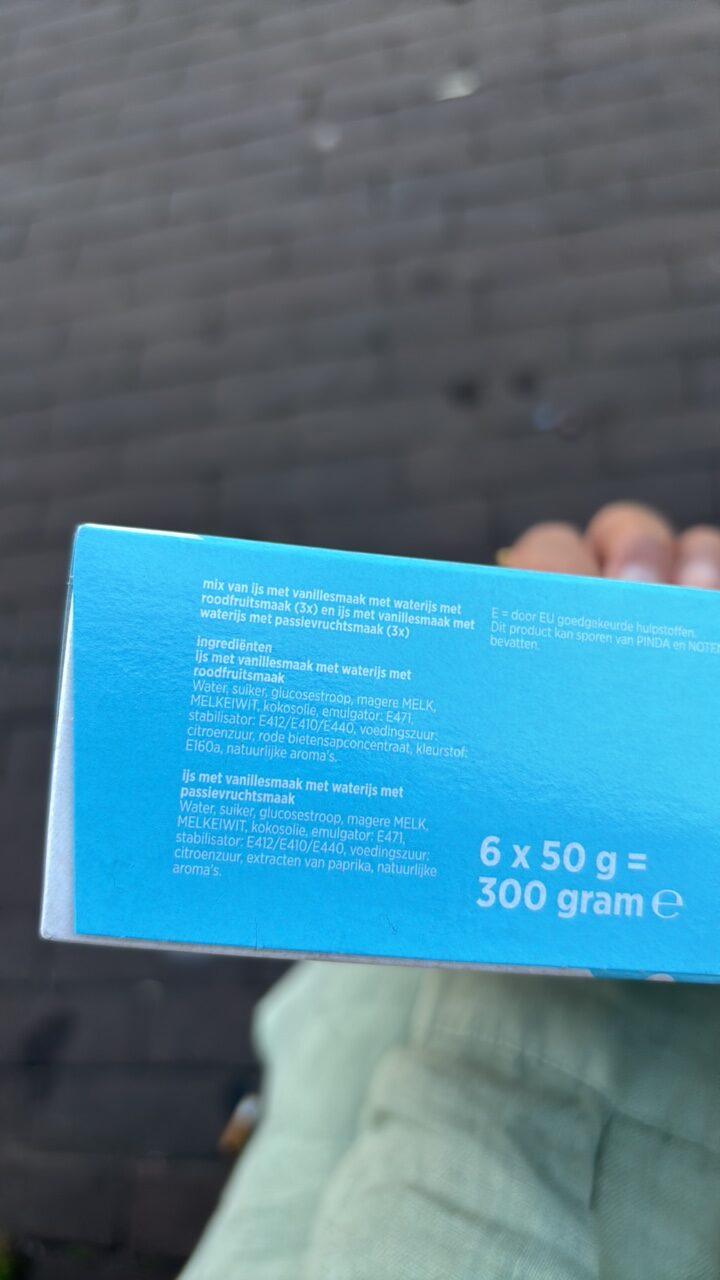 mix van ijs met vanillesmaak met waterijs met
roodfruitsmaak (3x) en ijs met vanillesmaak met
waterijs met passievruchtsmaak (3x)
ingrediënten
ijs met vanillesmaak met waterijs met
roodfruitsmaak
Water, suiker, glucosestroop, magere MELK,
MELKEIWIT, kokosolie, emulgator: E471,
stabilisator: E412/E410/E440, voedingszuur:
citroenzuur, rode bietensapconcentraat, kleurstof:
E160a, natuurlijke aroma's.
ijs met vanillesmaak met waterijs met
passievruchtsmaak
Water, suiker, glucosestroop, magere MELK,
MELKEIWIT, kokosolie, emulgator: E471,
stabilisator: E412/E410/E440, voedingszuur:
citroenzuur, extracten van paprika, natuurlijke
aroma's.
E = door EU goedgekeurde hulpstoffen.
Dit product kan sporen van PINDA en NOTEN
bevatten.
6 x 50 g =
300 gram ℮